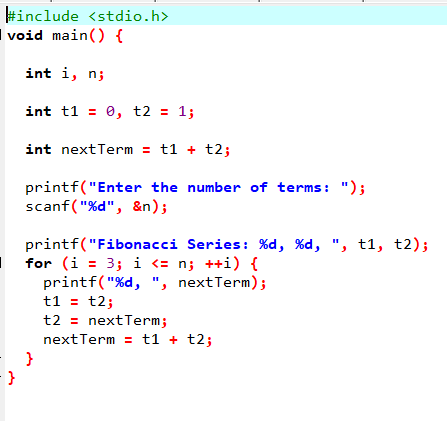 #include <stdio.h>
void main() {
int i, n;
int t1 = 0, t2 = 1;
int nextTerm = t1 + t2;
printf("Enter the number of terms: ");
scanf("%d", &n);
printf("Fibonacci Series: %d, %d, ", t1, t2);
for (i = 3; i <= n; ++i) {
printf("%d, ", nextTerm);
t1 = t2;
t2 = nextTerm;
nextTerm = t1 + t2;
}
}